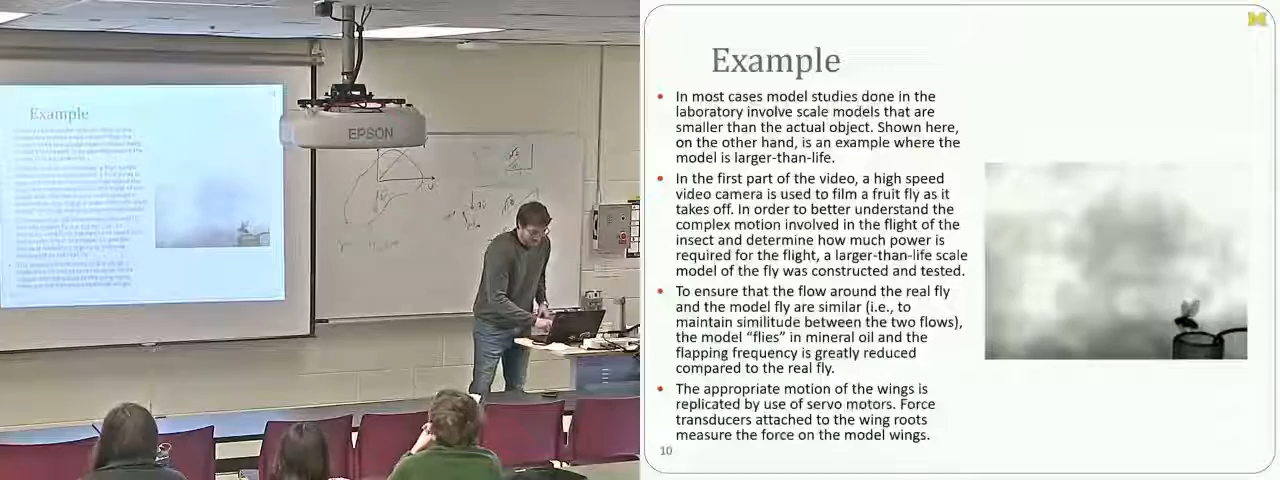 Example
EPSON
M
Example
• In most cases model studies done in the
laboratory involve scale models that are
smaller than the actual object. Shown here,
on the other hand, is an example where the
model is larger-than-life.
• In the first part of the video, a high speed
video camera is used to film a fruit fly as it
takes off. In order to better understand the
complex motion involved in the flight of the
insect and determine how much power is
required for the flight, a larger-than-life scale
model of the fly was constructed and tested.
• To ensure that the flow around the real fly
and the model fly are similar (i.e., to
maintain similitude between the two flows),
the model “flies” in mineral oil and the
flapping frequency is greatly reduced
compared to the real fly.
• The appropriate motion of the wings is
replicated by use of servo motors. Force
transducers attached to the wing roots
measure the force on the model wings.
10